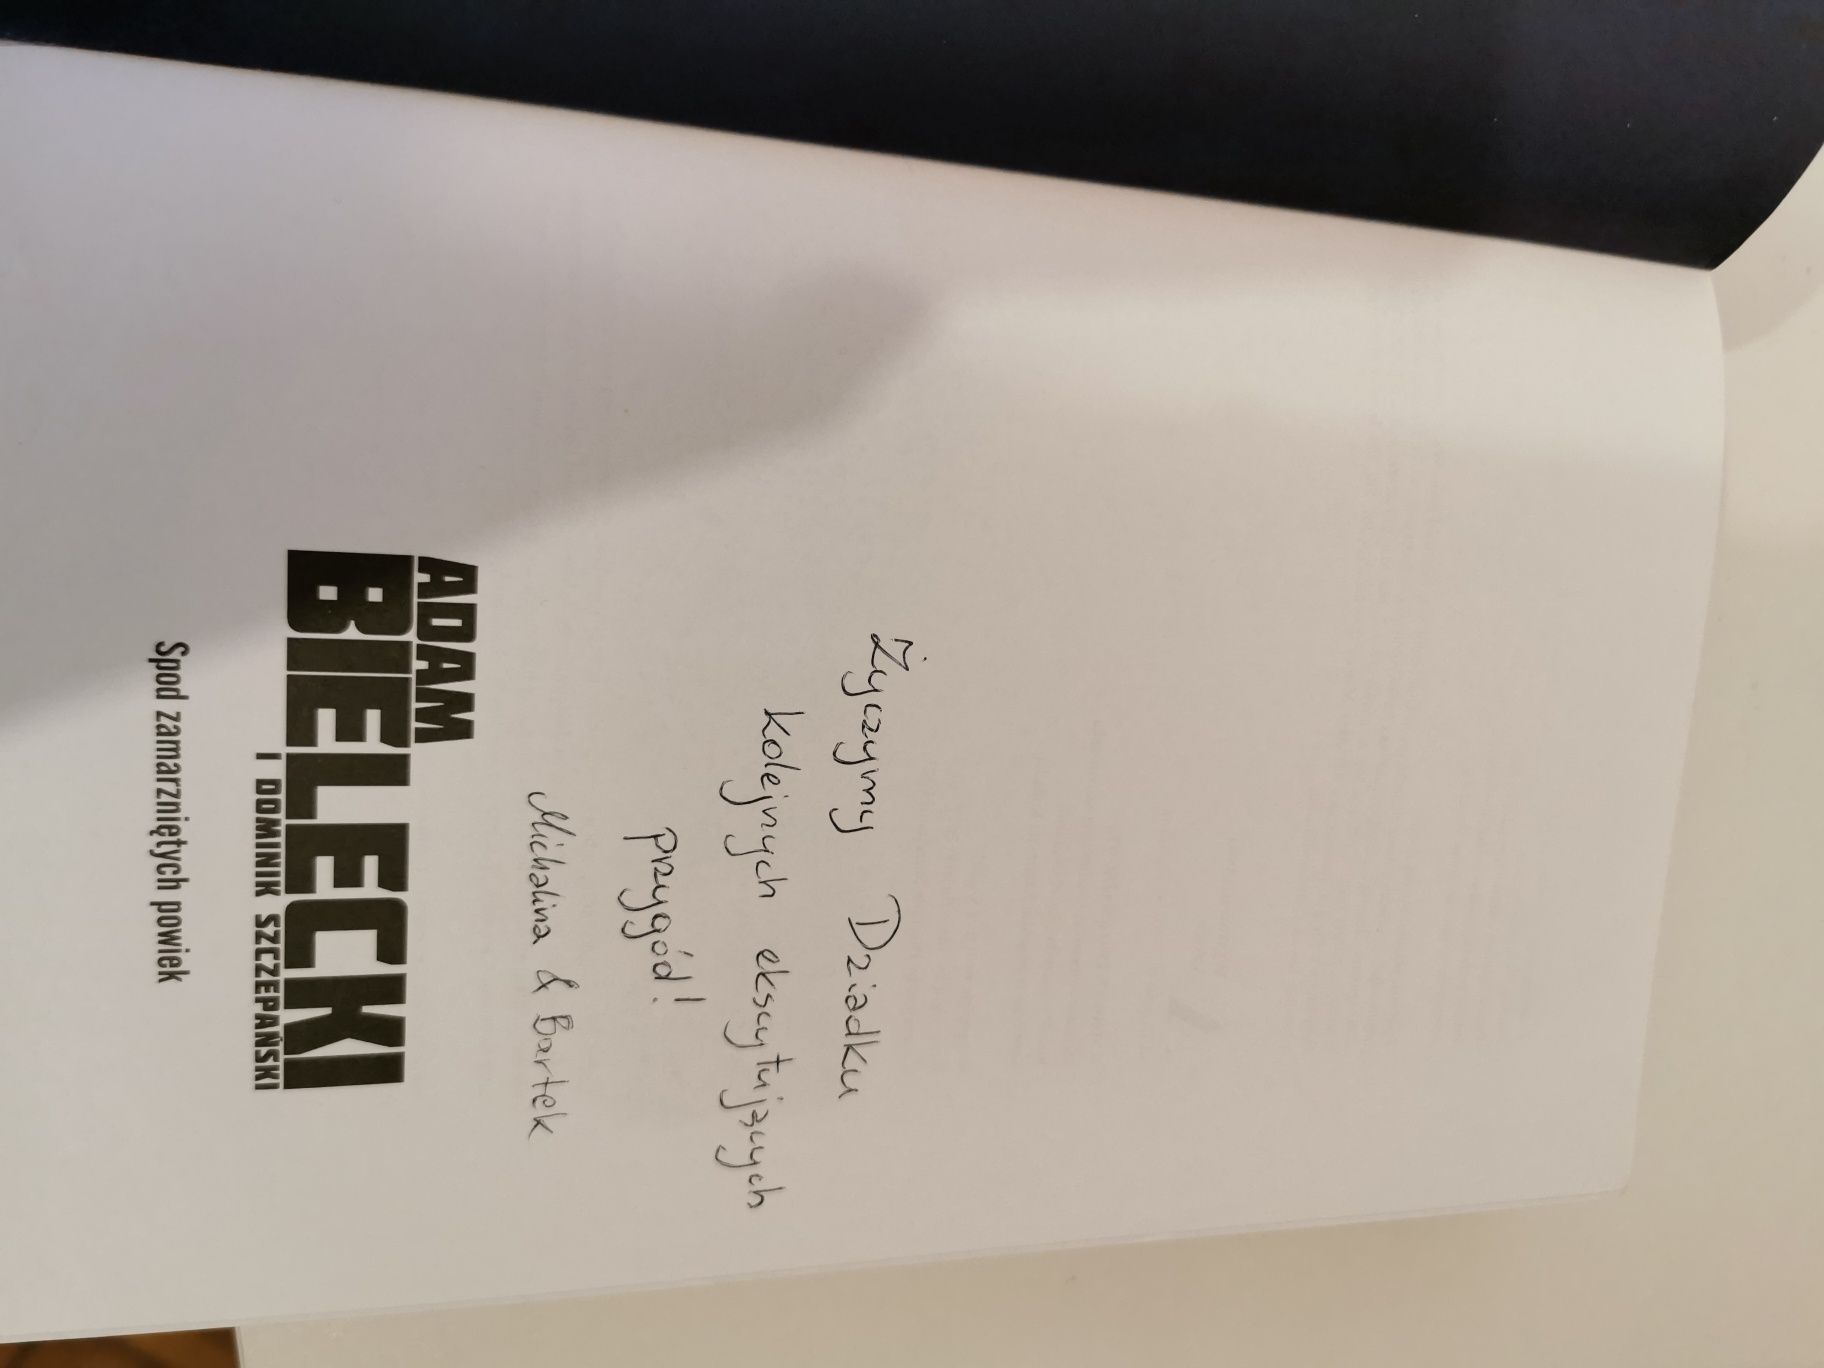 Życzymy Dziadku
kolejnych ekscytujących
przygód!
Michalina & Bartek
ADAM
BIELECKI
I DOMINIK SZCZEPAŃSKI
Spod zamarzniętych powiek